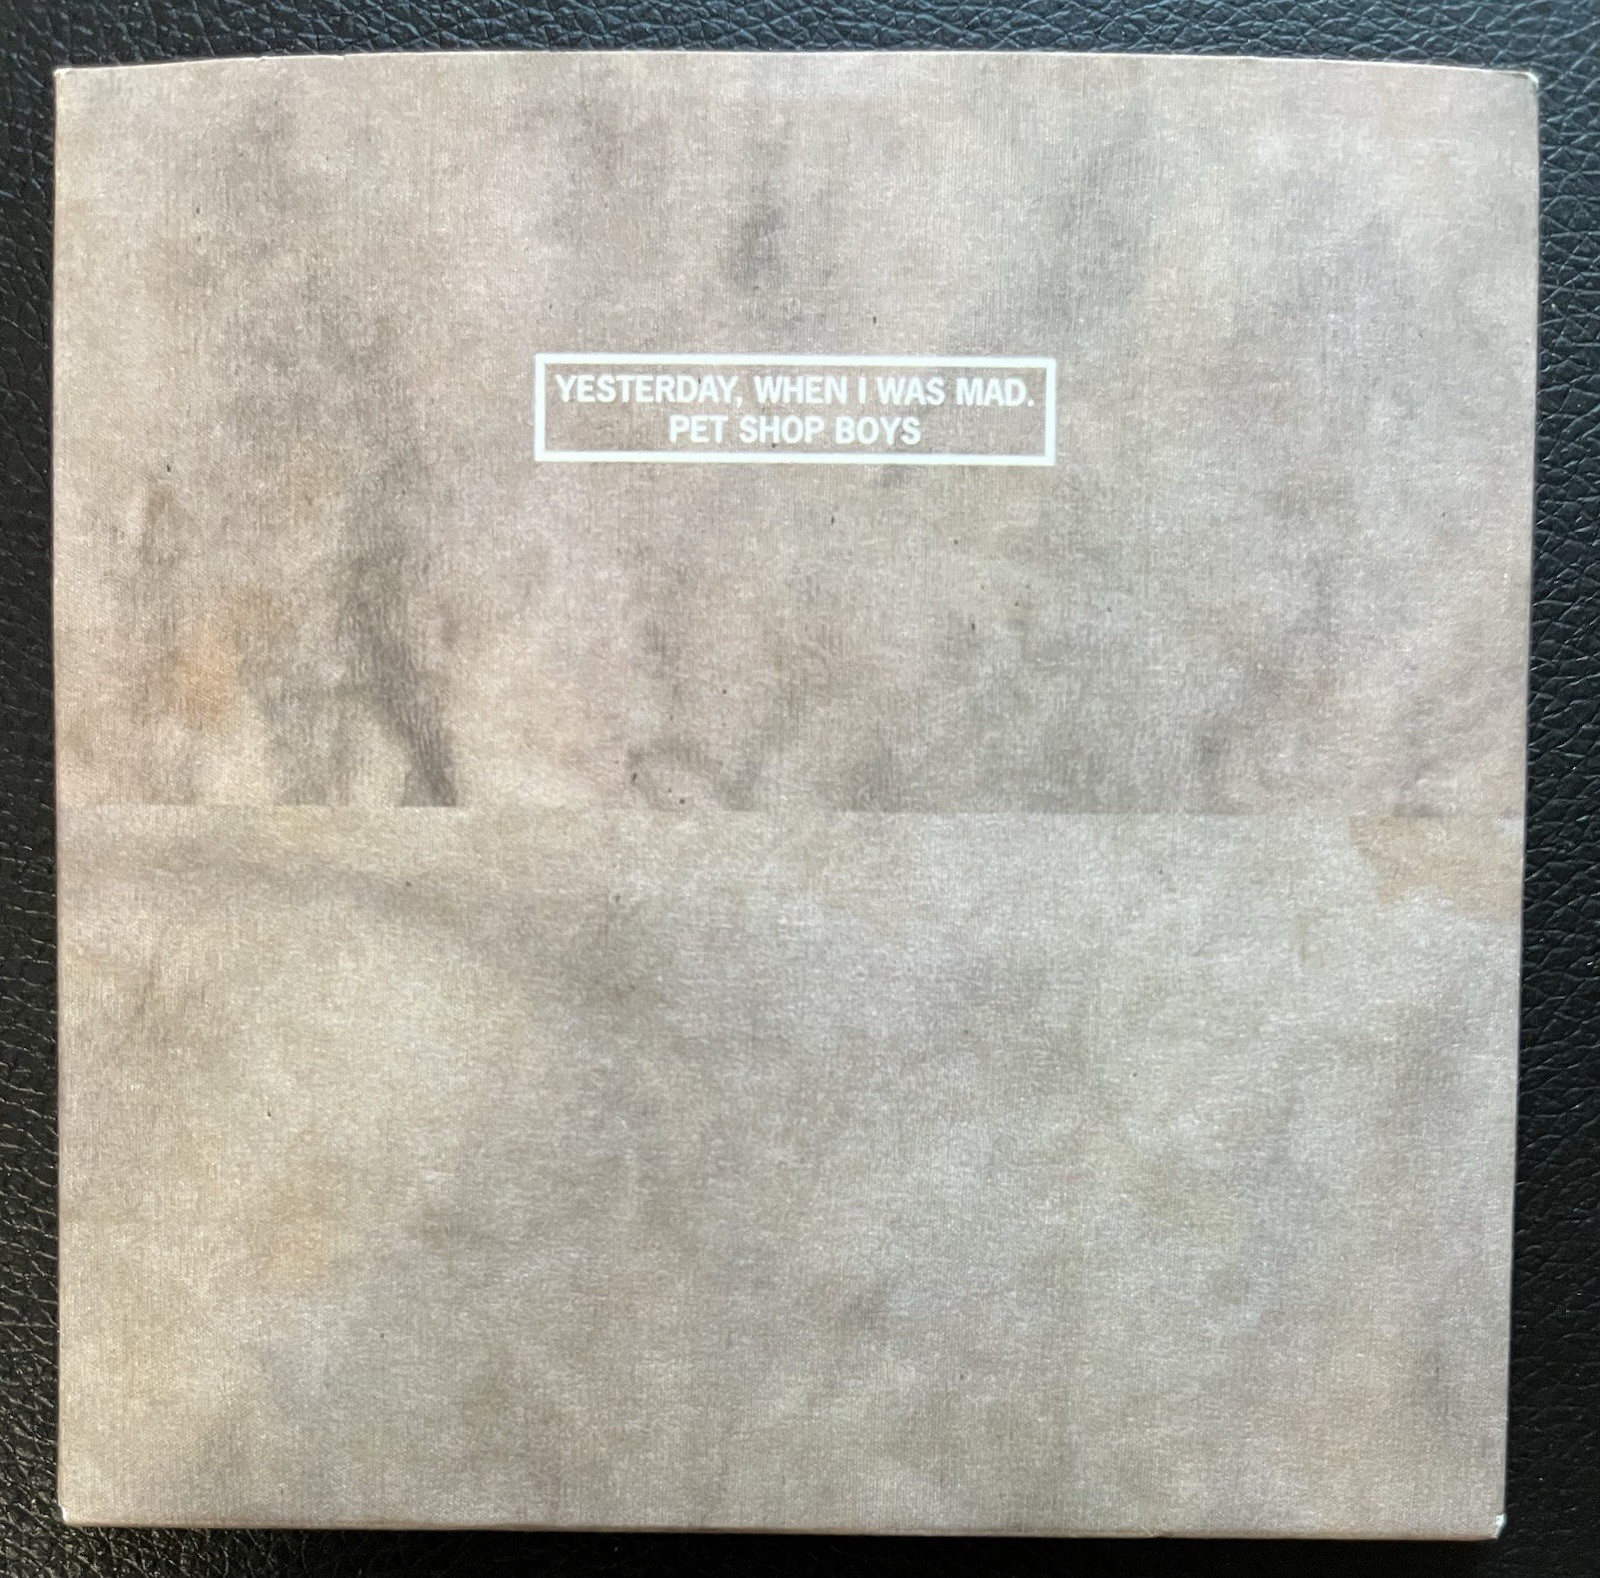 YESTERDAY, WHEN I WAS MAD.
PET SHOP BOYS